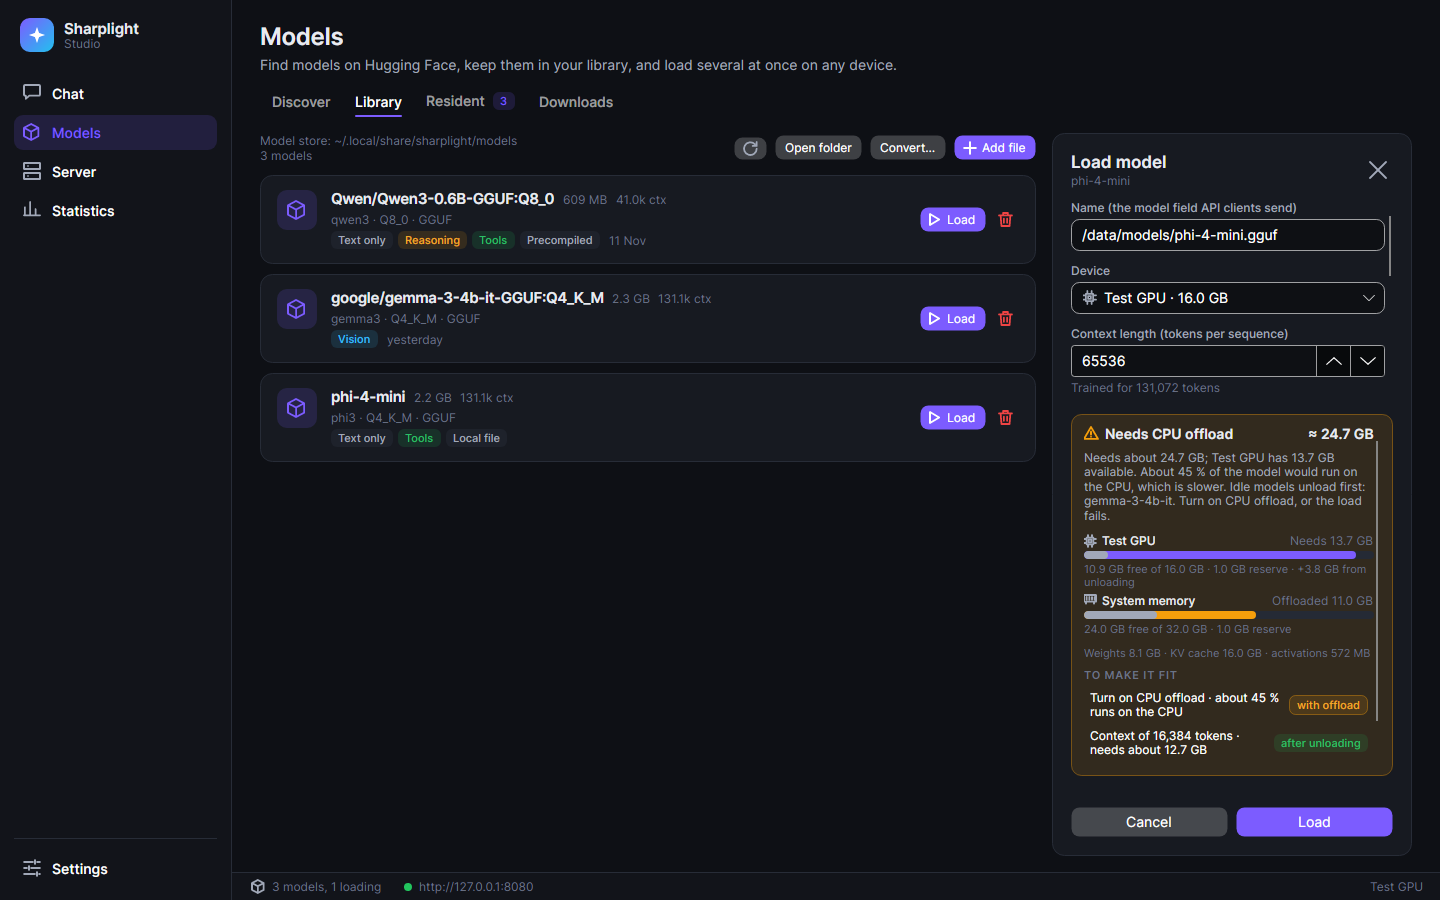 Sharplight
Studio
Chat
Models
Server
Statistics
Settings
Models
Find models on Hugging Face, keep them in your library, and load several at once on any device.
Discover
Library
Resident 3
Downloads
Model store: ~/.local/share/sharplight/models
3 models
Open folder
Convert...
Add file
Qwen/Qwen3-0.6B-GGUF:Q8_0 609 MB 41.0k ctx
qwen3 · Q8_0 · GGUF
Text only Reasoning Tools Precompiled 11 Nov
Load
google/gemma-3-4b-it-GGUF:Q4_K_M 2.3 GB 131.1k ctx
gemma3 · Q4_K_M · GGUF
Vision yesterday
Load
phi-4-mini 2.2 GB 131.1k ctx
phi3 · Q4_K_M · GGUF
Text only Tools Local file
Load
Load model
phi-4-mini
Name (the model field API clients send)
/data/models/phi-4-mini.gguf
Device
Test GPU · 16.0 GB
Context length (tokens per sequence)
65536
Trained for 131,072 tokens
Needs CPU offload ≈ 24.7 GB
Needs about 24.7 GB; Test GPU has 13.7 GB
available. About 45 % of the model would run on
the CPU, which is slower. Idle models unload first:
gemma-3-4b-it. Turn on CPU offload, or the load
fails.
Test GPU Needs 13.7 GB
10.9 GB free of 16.0 GB · 1.0 GB reserve · +3.8 GB from
unloading
System memory Offloaded 11.0 GB
24.0 GB free of 32.0 GB · 1.0 GB reserve
Weights 8.1 GB · KV cache 16.0 GB · activations 572 MB
TO MAKE IT FIT
Turn on CPU offload · about 45 %
runs on the CPU
with offload
Context of 16,384 tokens ·
needs about 12.7 GB
after unloading
Cancel
Load
3 models, 1 loading
http://127.0.0.1:8080
Test GPU